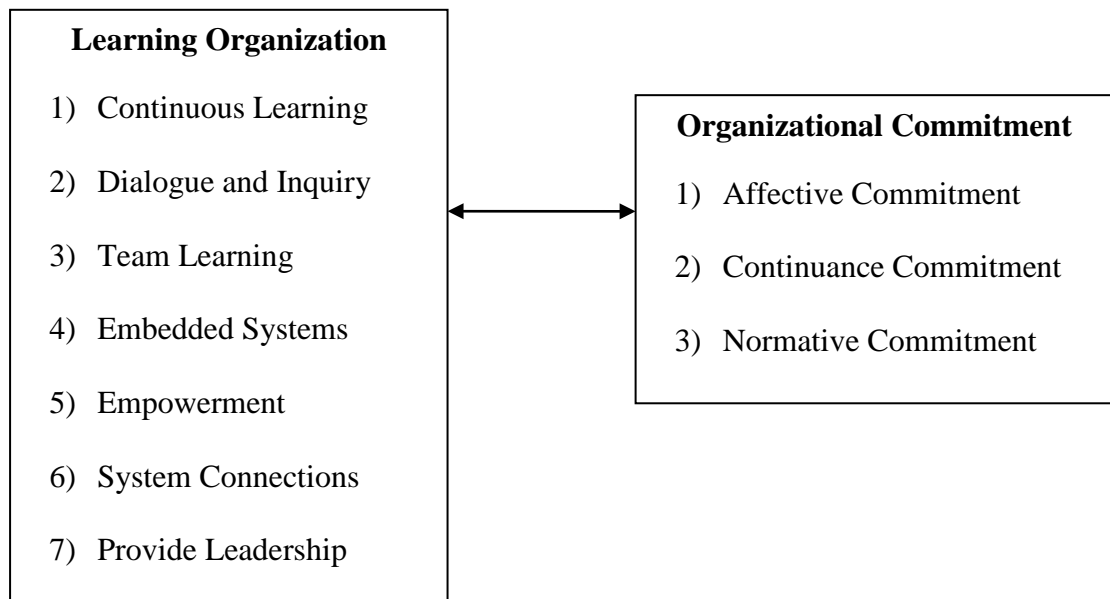 Learning Organization
1) Continuous Learning
2) Dialogue and Inquiry
3) Team Learning
4) Embedded Systems
5) Empowerment
6) System Connections
7) Provide Leadership
Organizational Commitment
1) Affective Commitment
2) Continuance Commitment
3) Normative Commitment